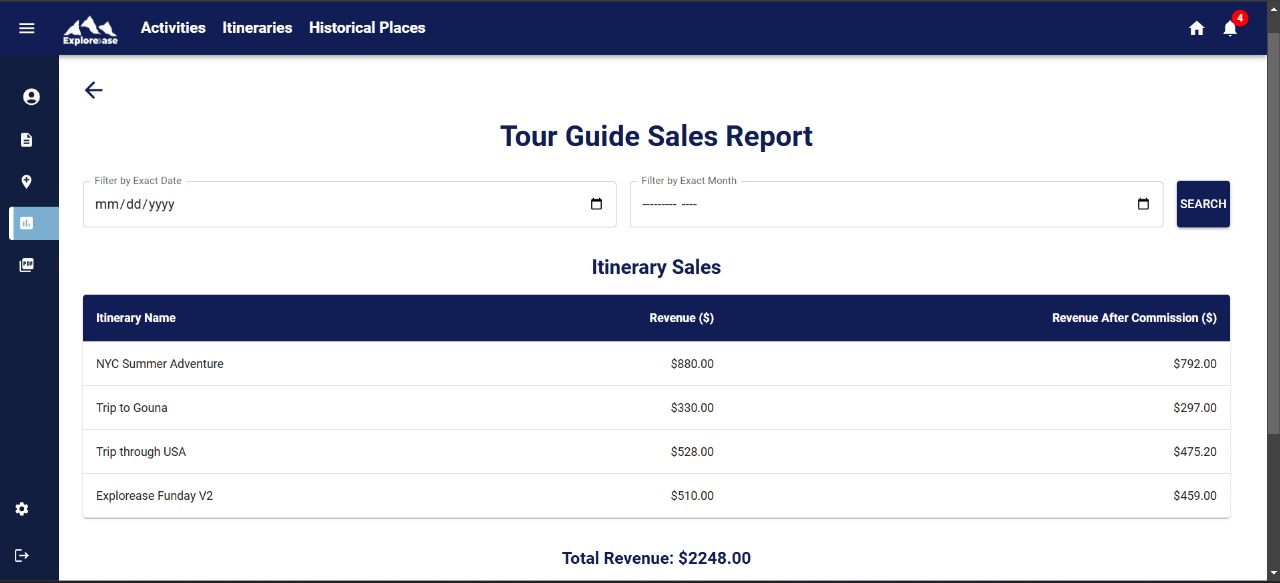 4
Explorease Activities Itineraries Historical Places
Tour Guide Sales Report
Filter by Exact Date Filter by Exact Month
mm/dd/yyyy --------- ---- SEARCH
PDF
Itinerary Sales
Itinerary Name Revenue ($) Revenue After Commission ($)
NYC Summer Adventure $880.00 $792.00
Trip to Gouna $330.00 $297.00
Trip through USA $528.00 $475.20
Explorease Funday V2 $510.00 $459.00
Total Revenue: $2248.00